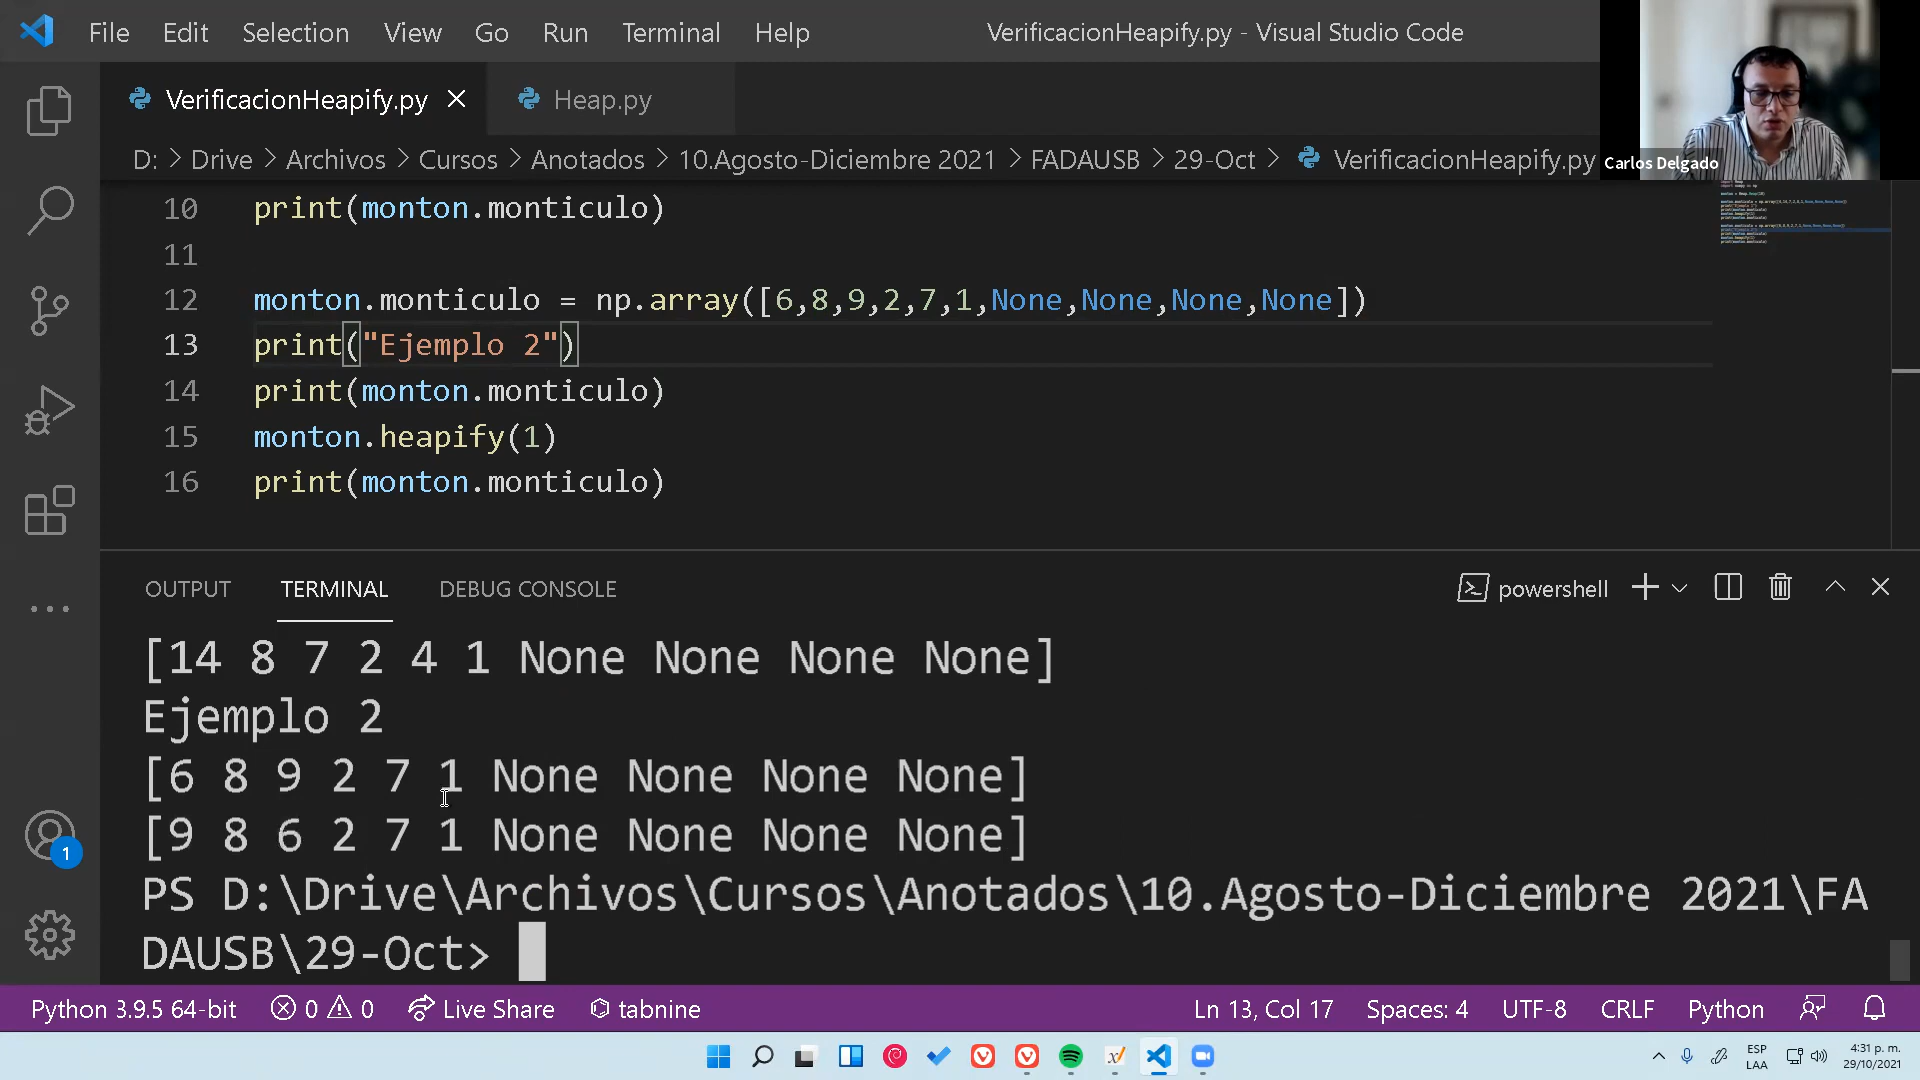 File Edit Selection View Go Run Terminal Help VerificacionHeapify.py - Visual Studio Code
VerificacionHeapify.py Heap.py
D: > Drive > Archivos > Cursos > Anotados > 10.Agosto-Diciembre 2021 > FADAUSB > 29-Oct > VerificacionHeapify.py
Carlos Delgado
10 print(monton.monticulo)
11
12 monton.monticulo = np.array([6,8,9,2,7,1,None,None,None,None])
13 print("Ejemplo 2")
14 print(monton.monticulo)
15 monton.heapify(1)
16 print(monton.monticulo)
OUTPUT TERMINAL DEBUG CONSOLE powershell
[14 8 7 2 4 1 None None None None]
Ejemplo 2
[6 8 9 2 7 1 None None None None]
[9 8 6 2 7 1 None None None None]
PS D:\Drive\Archivos\Cursos\Anotados\10.Agosto-Diciembre 2021\FA
DAUSB\29-Oct>
1
Python 3.9.5 64-bit 0 0 Live Share tabnine Ln 13, Col 17 Spaces: 4 UTF-8 CRLF Python
ESP
LAA
4:31 p. m.
29/10/2021